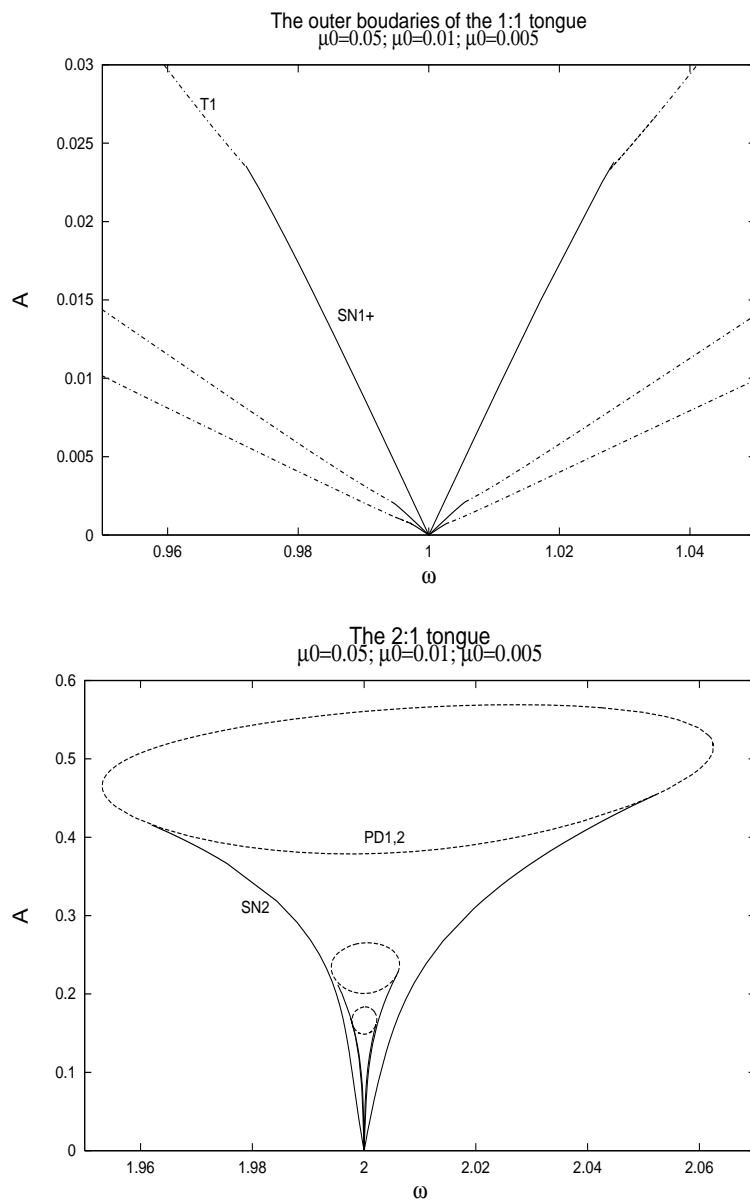 The outer boudaries of the 1:1 tongue
μ0=0.05; μ0=0.01; μ0=0.005
0.03
T1
0.025
0.02
A
0.015
SN1+
0.01
0.005
0
0.96
0.98
1
1.02
1.04
ω
The 2:1 tongue
μ0=0.05; μ0=0.01; μ0=0.005
0.6
0.5
0.4
PD1,2
A
0.3
SN2
0.2
0.1
0
1.96
1.98
2
2.02
2.04
2.06
ω